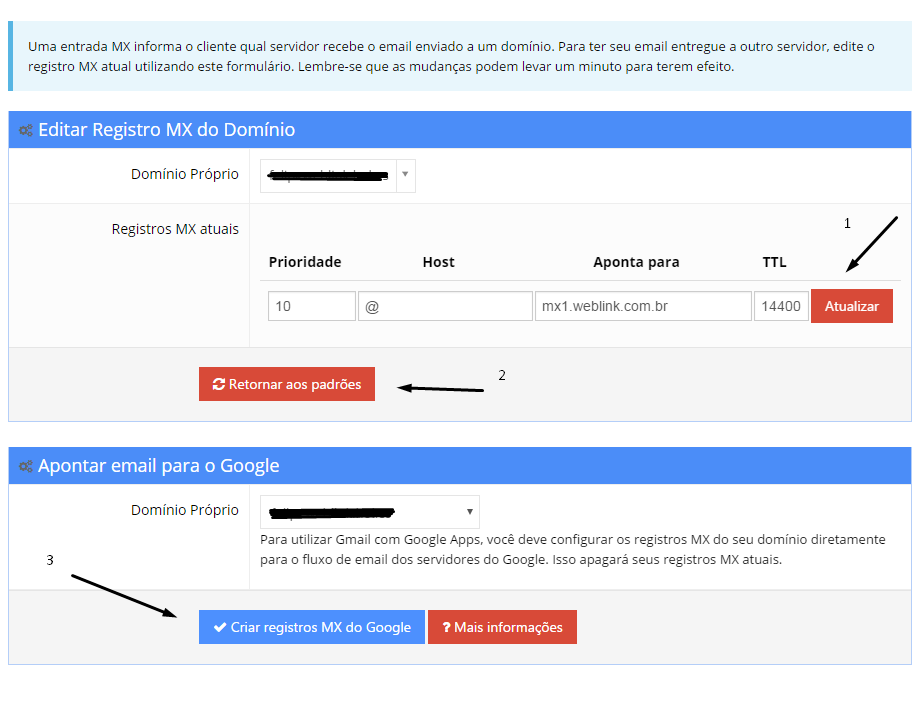 Uma entrada MX informa o cliente qual servidor recebe o email enviado a um domínio. Para ter seu email entregue a outro servidor, edite o
registro MX atual utilizando este formulário. Lembre-se que as mudanças podem levar um minuto para terem efeito.
Editar Registro MX do Domínio
Domínio Próprio
Registros MX atuais
1
Prioridade Host Aponta para TTL
10 @ mx1.weblink.com.br 14400 Atualizar
Retornar aos padrões
2
Apontar email para o Google
Domínio Próprio
Para utilizar Gmail com Google Apps, você deve configurar os registros MX do seu domínio diretamente
para o fluxo de email dos servidores do Google. Isso apagará seus registros MX atuais.
3
Criar registros MX do Google ? Mais informações